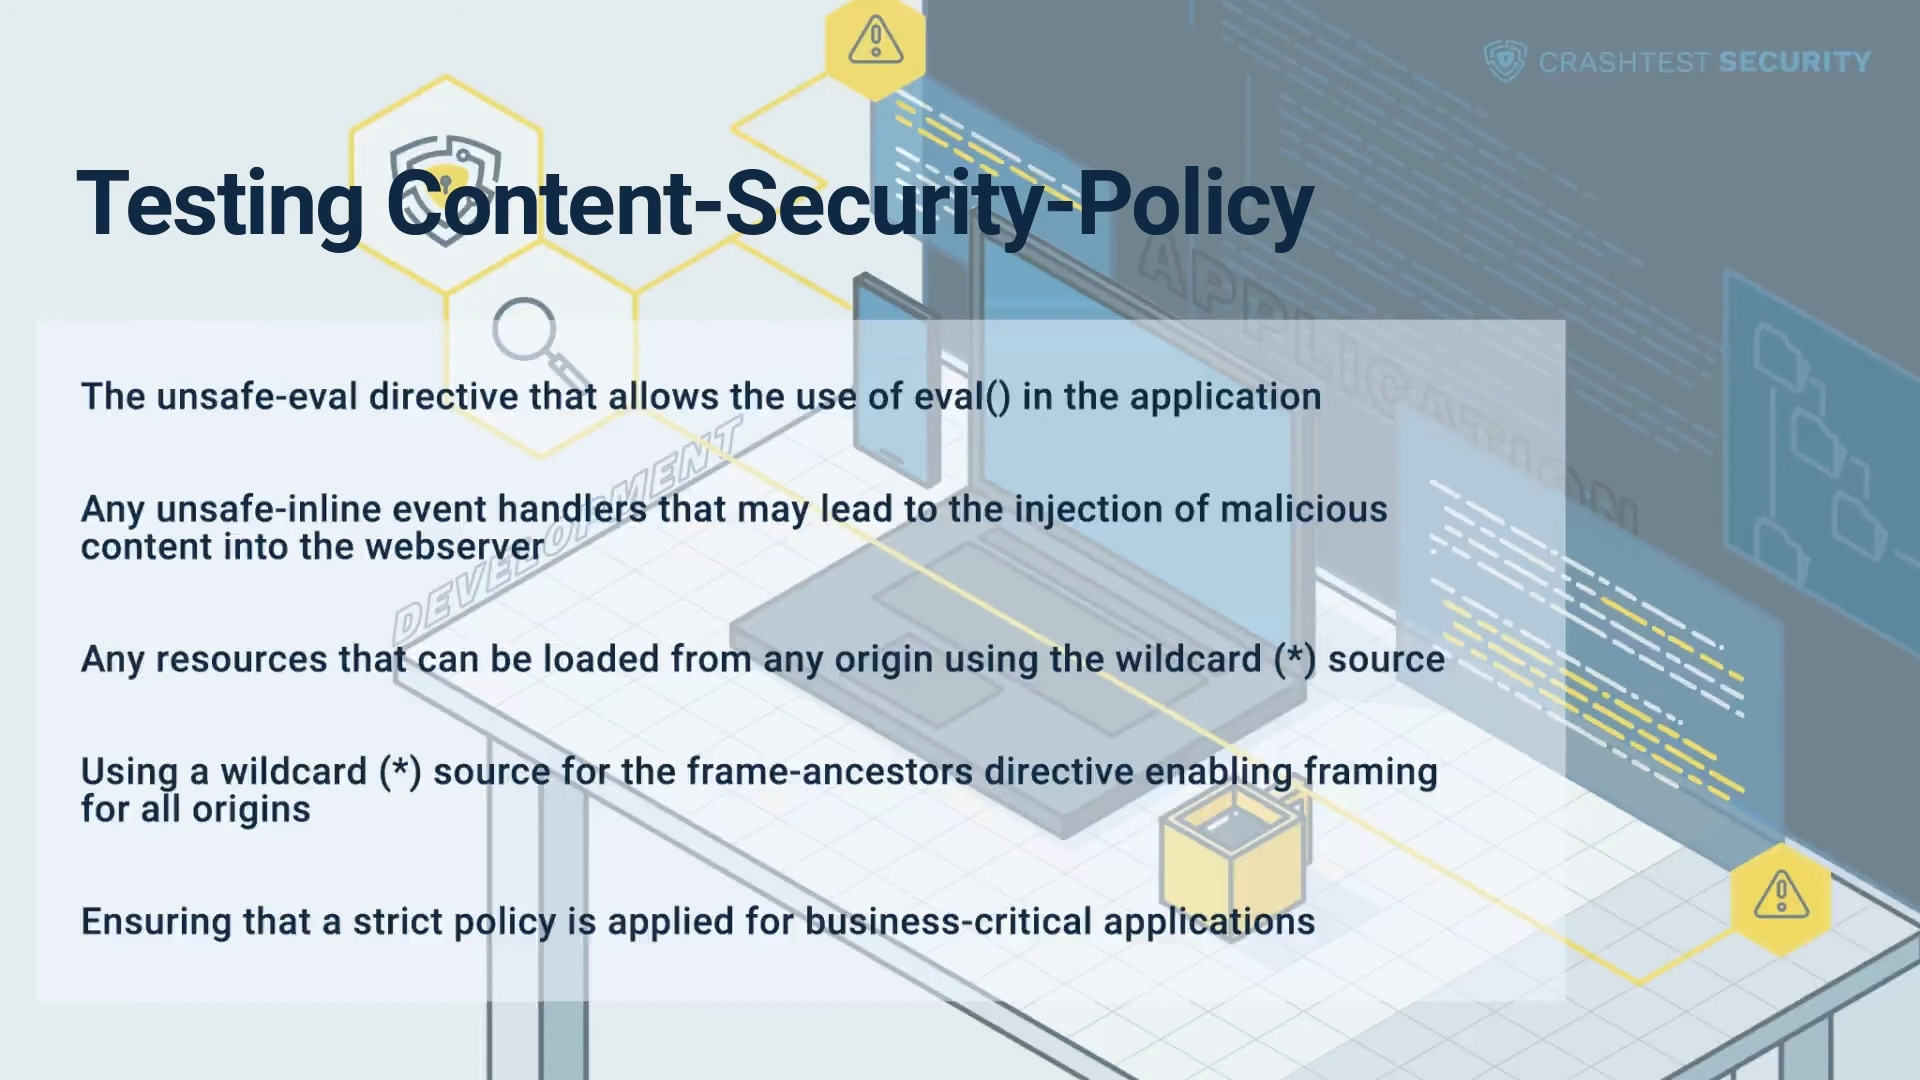 CRASHTEST SECURITY
Testing Content-Security-Policy
APPLICATION
The unsafe-eval directive that allows the use of eval() in the application
DEVELOPMENT
Any unsafe-inline event handlers that may lead to the injection of malicious
content into the webserver
Any resources that can be loaded from any origin using the wildcard (*) source
Using a wildcard (*) source for the frame-ancestors directive enabling framing
for all origins
Ensuring that a strict policy is applied for business-critical applications